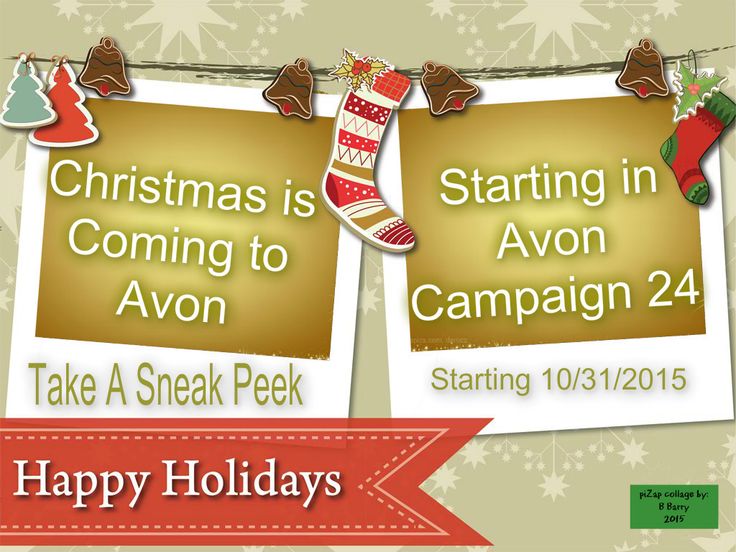 Christmas is
Coming to
Avon
Take A Sneak Peek
Starting in
Avon
Campaign 24
Starting 10/31/2015
Happy Holidays
piZap collage by:
B Barry
2015